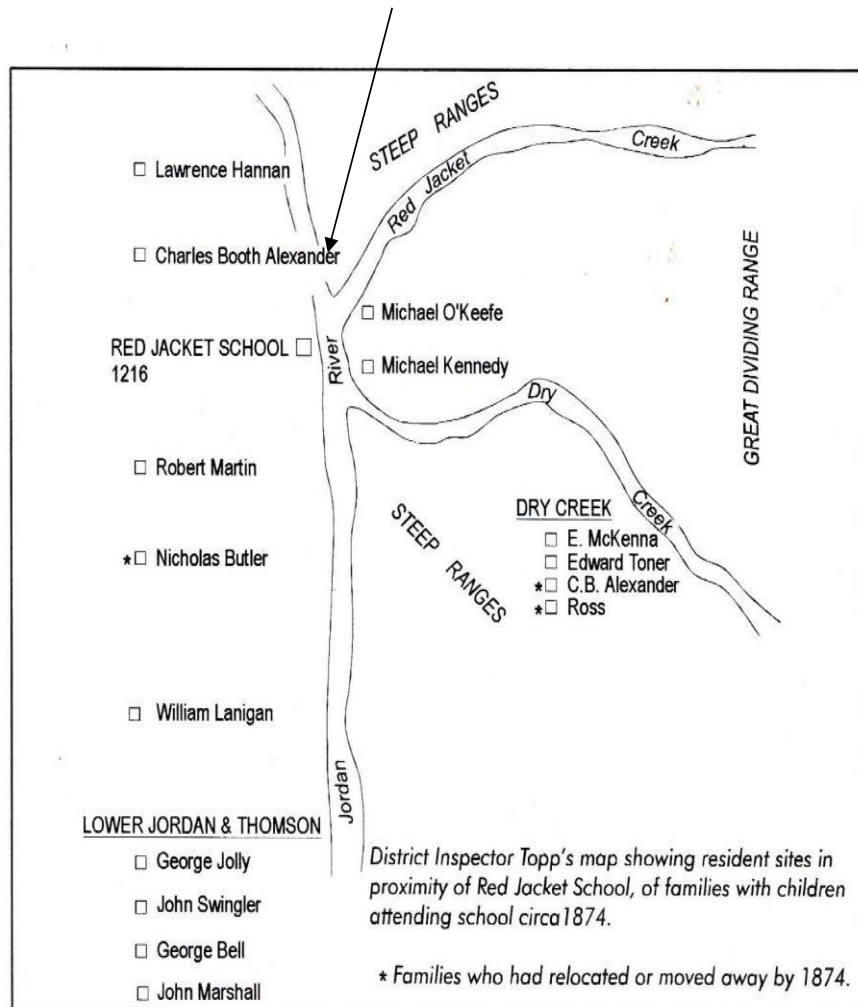 STEEP RANGES
Creek
Red Jacket
Lawrence Hannan
Charles Booth Alexander
GREAT DIVIDING RANGE
Michael O'Keefe
RED JACKET SCHOOL
1216
River
Michael Kennedy
Dry
Creek
Robert Martin
STEEP RANGES
DRY CREEK
E. McKenna
Edward Toner
* C.B. Alexander
* Ross
* Nicholas Butler
William Lanigan
Jordan
LOWER JORDAN & THOMSON
George Jolly
John Swingler
George Bell
John Marshall
District Inspector Topp's map showing resident sites in
proximity of Red Jacket School, of families with children
attending school circa1874.
* Families who had relocated or moved away by 1874.